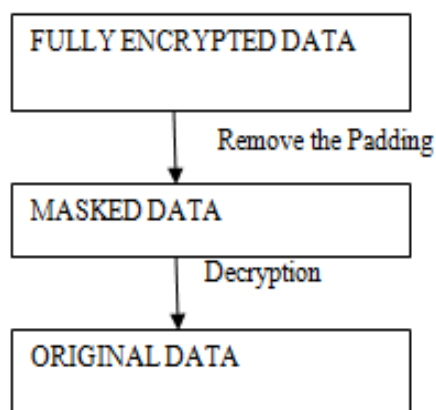 FULLY ENCRYPTED DATA
Remove the Padding
MASKED DATA
Decryption
ORIGINAL DATA